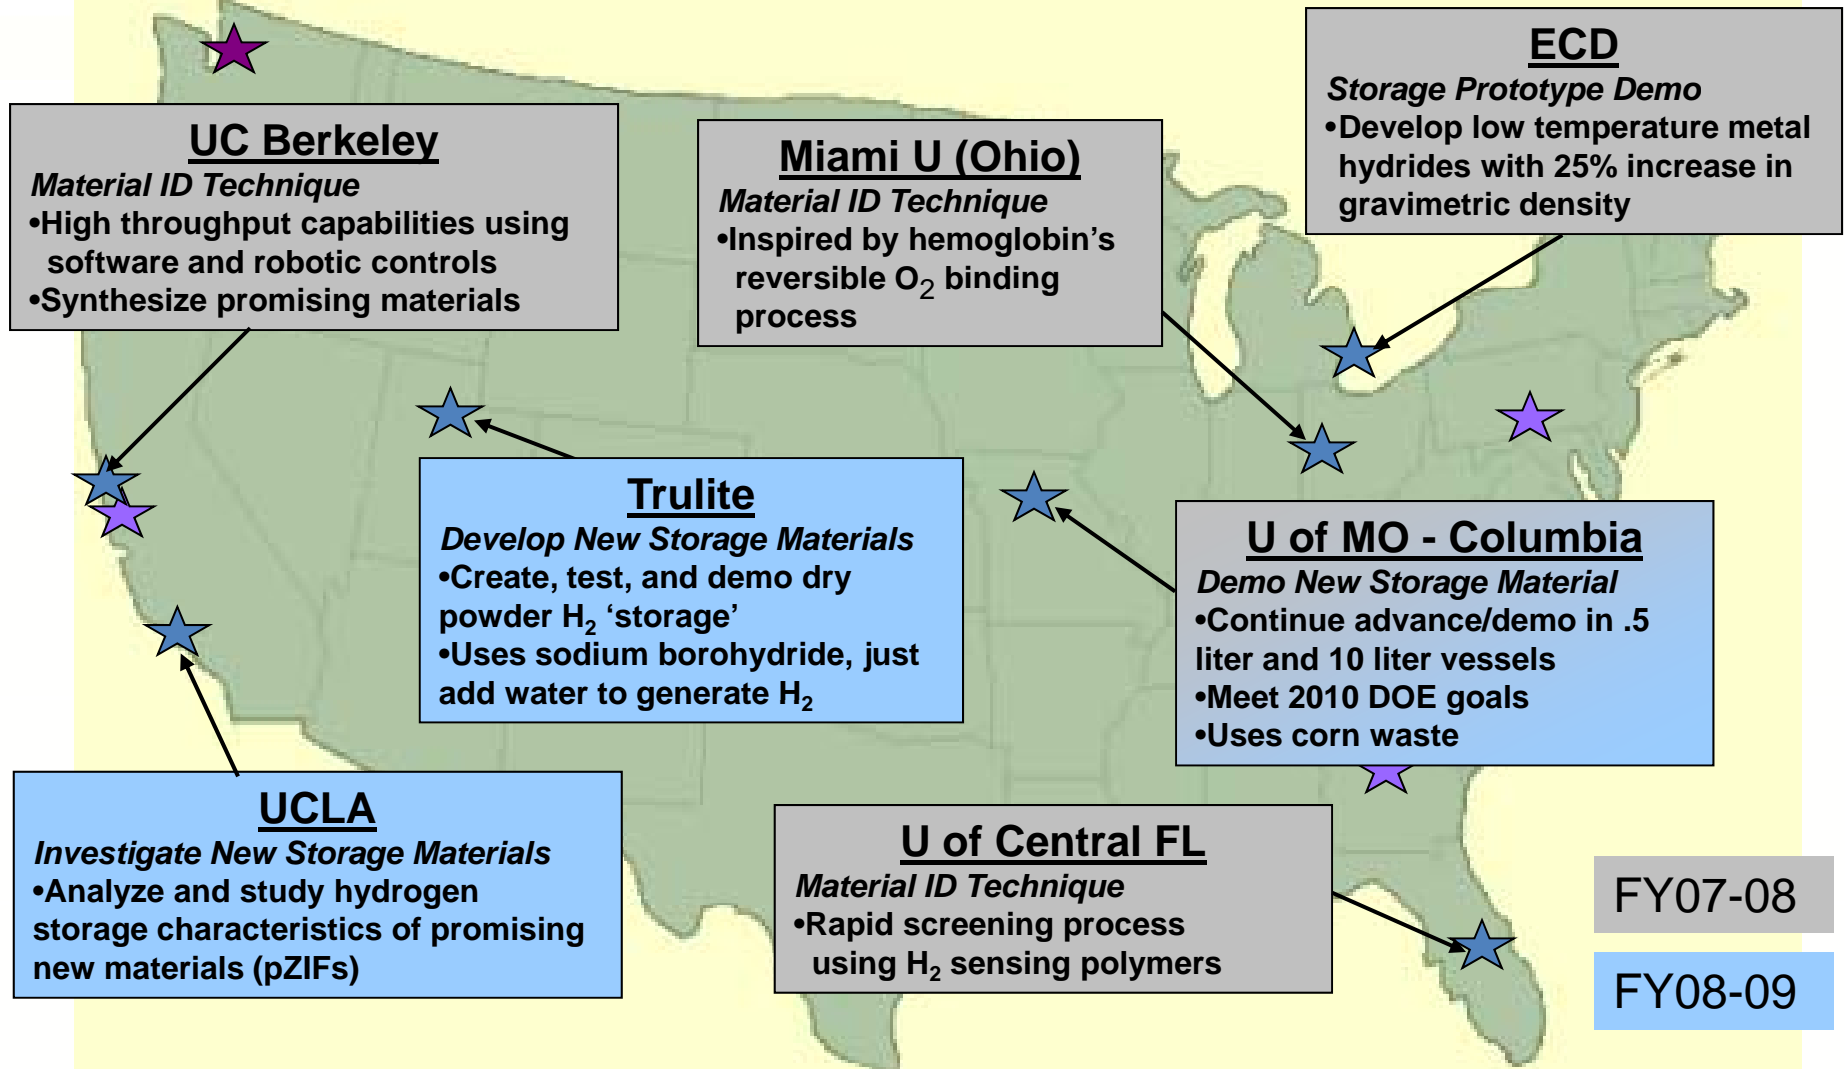 ECD
Storage Prototype Demo
•Develop low temperature metal
hydrides with 25% increase in
gravimetric density
UC Berkeley
Material ID Technique
•High throughput capabilities using
software and robotic controls
•Synthesize promising materials
Miami U (Ohio)
Material ID Technique
•Inspired by hemoglobin’s
reversible O2 binding
process
Trulite
Develop New Storage Materials
•Create, test, and demo dry
powder H2 ‘storage’
•Uses sodium borohydride, just
add water to generate H2
U of MO - Columbia
Demo New Storage Material
•Continue advance/demo in .5
liter and 10 liter vessels
•Meet 2010 DOE goals
•Uses corn waste
UCLA
Investigate New Storage Materials
•Analyze and study hydrogen
storage characteristics of promising
new materials (pZIFs)
U of Central FL
Material ID Technique
•Rapid screening process
using H2 sensing polymers
FY07-08
FY08-09